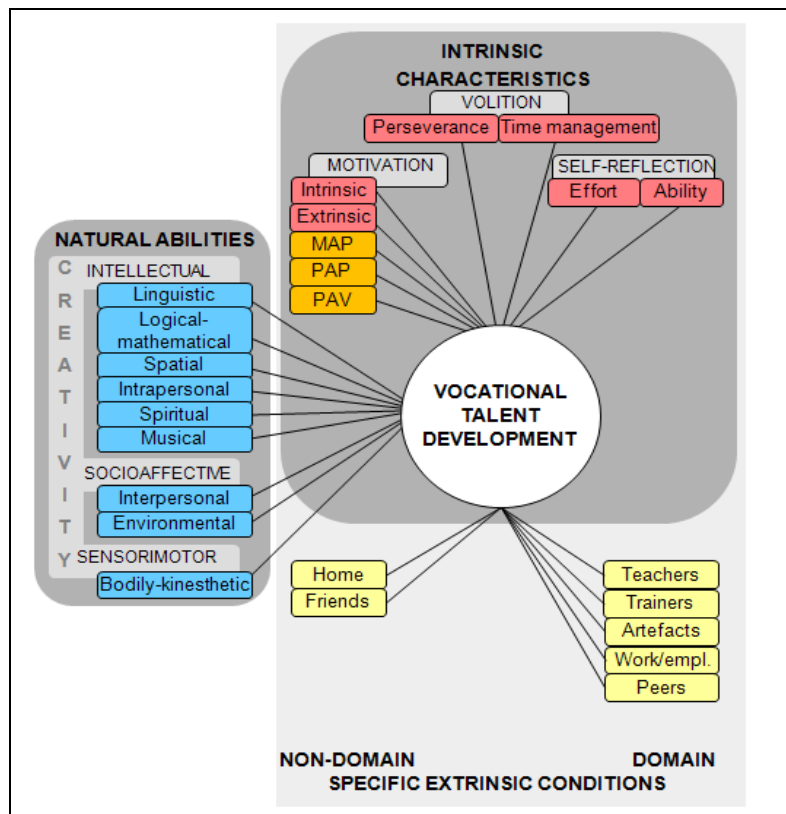 INTRINSIC
CHARACTERISTICS
VOLITION
Perseverance
Time management
MOTIVATION
Intrinsic
Extrinsic
MAP
PAP
PAV
SELF-REFLECTION
Effort
Ability
NATURAL ABILITIES
CREATIVITY
INTELLECTUAL
Linguistic
Logical-
mathematical
Spatial
Intrapersonal
Spiritual
Musical
SOCIOAFFECTIVE
Interpersonal
Environmental
SENSORIMOTOR
Bodily-kinesthetic
VOCATIONAL
TALENT
DEVELOPMENT
Home
Friends
Teachers
Trainers
Artefacts
Work/empl.
Peers
NON-DOMAIN
DOMAIN
SPECIFIC EXTRINSIC CONDITIONS